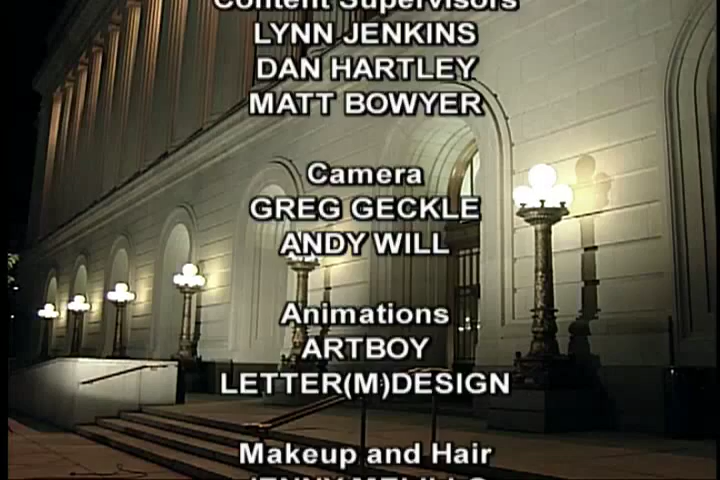 Content Supervisors
LYNN JENKINS
DAN HARTLEY
MATT BOWYER
Camera
GREG GECKLE
ANDY WILL
Animations
ARTBOY
LETTER(M)DESIGN
Makeup and Hair